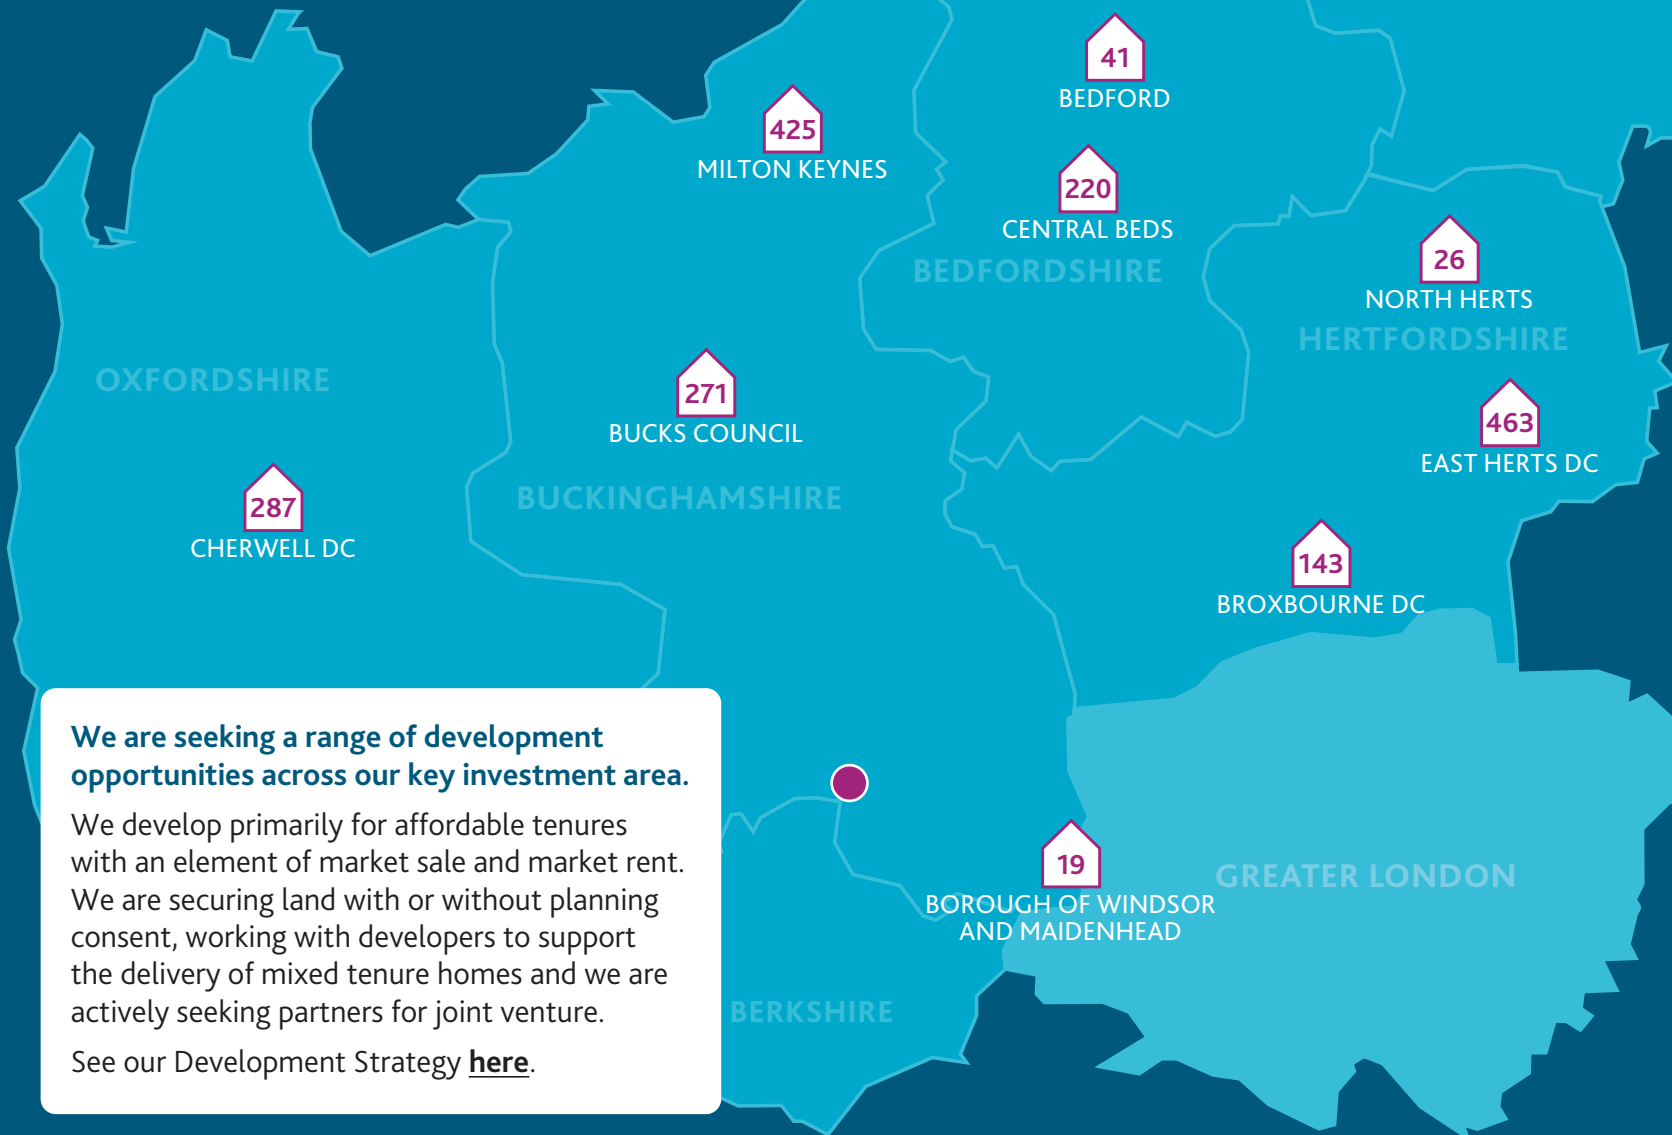 41
BEDFORD
425
MILTON KEYNES
220
CENTRAL BEDS
BEDFORDSHIRE
26
NORTH HERTS
HERTFORDSHIRE
OXFORDSHIRE
271
BUCKS COUNCIL
463
EAST HERTS DC
BUCKINGHAMSHIRE
287
CHERWELL DC
143
BROXBOURNE DC
We are seeking a range of development
opportunities across our key investment area.
We develop primarily for affordable tenures
with an element of market sale and market rent.
We are securing land with or without planning
consent, working with developers to support
the delivery of mixed tenure homes and we are
actively seeking partners for joint venture.
See our Development Strategy here.
19
BOROUGH OF WINDSOR
AND MAIDENHEAD
GREATER LONDON
BERKSHIRE